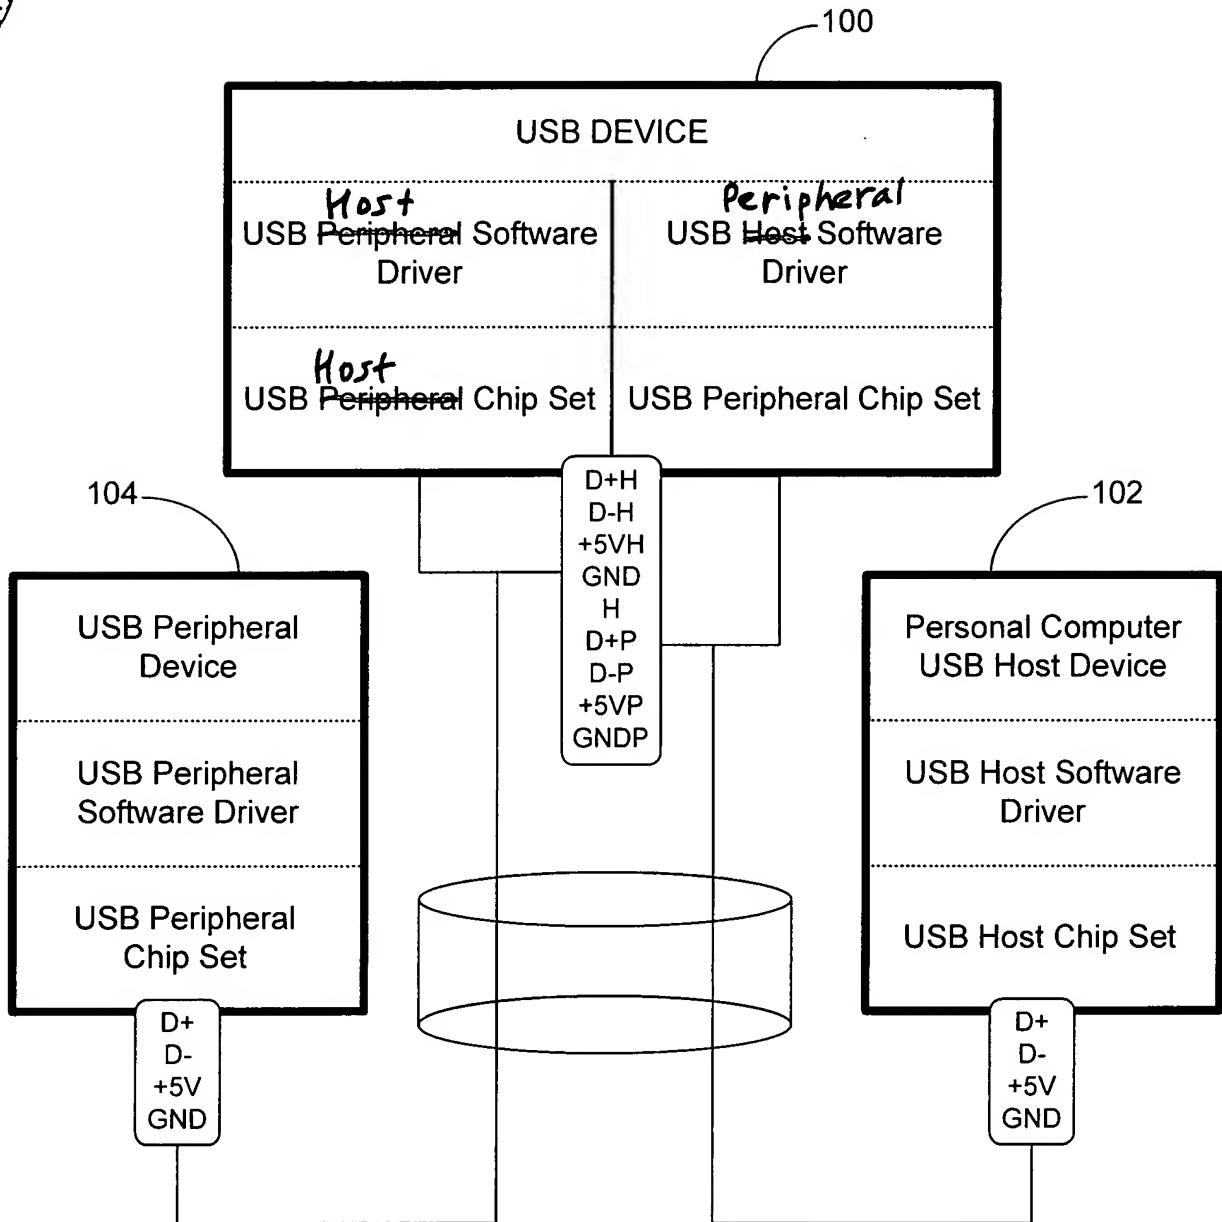 100
USB DEVICE
Host
USB Peripheral Software
Driver
Peripheral
USB Host Software
Driver
Host
USB Peripheral Chip Set
USB Peripheral Chip Set
D+H
D-H
+5VH
GND
H
D+P
D-P
+5VP
GNDP
104
USB Peripheral
Device
USB Peripheral
Software Driver
USB Peripheral
Chip Set
D+
D-
+5V
GND
102
Personal Computer
USB Host Device
USB Host Software
Driver
USB Host Chip Set
D+
D-
+5V
GND